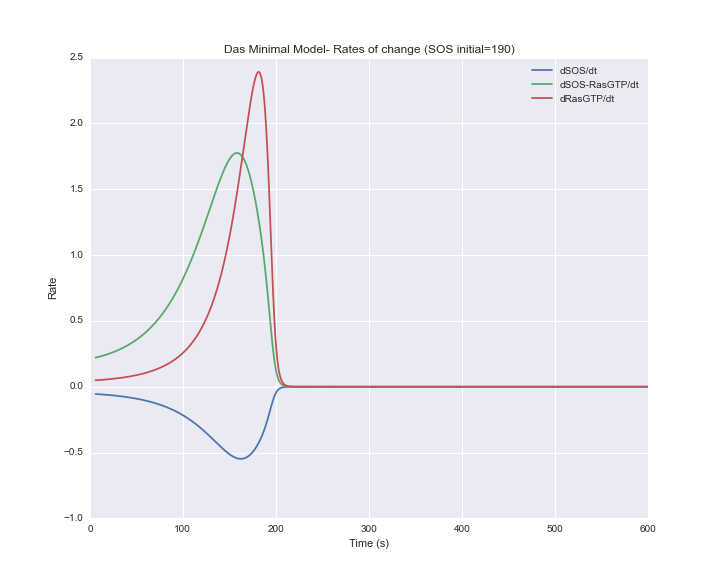 Das Minimal Model- Rates of change (SOS initial=190)
dSOS/dt
dSOS-RasGTP/dt
dRasGTP/dt
2.5
2.0
1.5
1.0
0.5
0.0
−0.5
−1.0
Rate
0 100 200 300 400 500 600
Time (s)